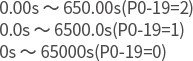 0.00s ～ 650.00s(P0-19=2)
0.0s ～ 6500.0s(P0-19=1)
0s ～ 65000s(P0-19=0)